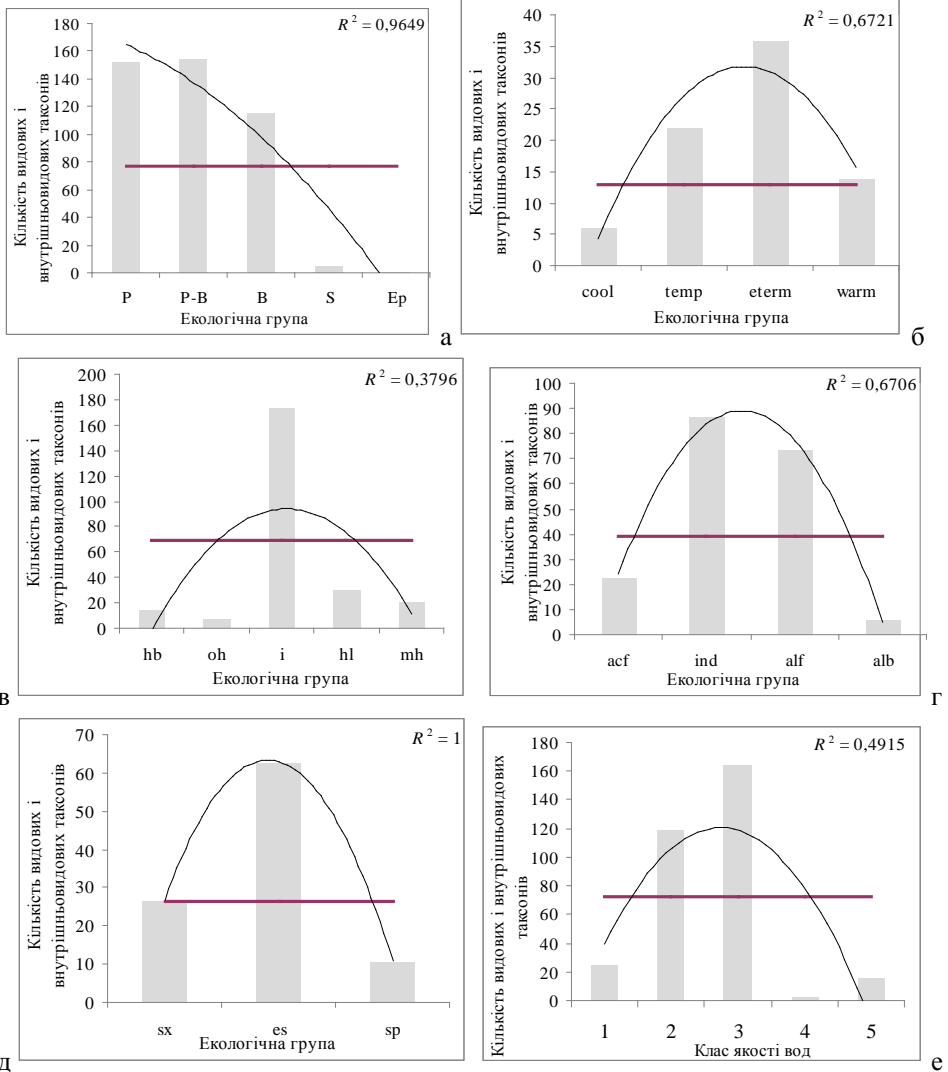 R² = 0,9649
Кількість видових і
внутрішньовидових таксонів
180
160
140
120
100
80
60
40
20
0
P P-B B S Ep
Екологічна група
а
R² = 0,6721
Кількість видових і
внутрішньовидових таксонів
40
35
30
25
20
15
10
5
0
cool temp eterm warm
Екологічна група
б
R² = 0,3796
Кількість видових і
внутрішньовидових таксонів
200
180
160
140
120
100
80
60
40
20
0
hb oh i hl mh
Екологічна група
в
R² = 0,6706
Кількість видових і
внутрішньовидових таксонів
100
90
80
70
60
50
40
30
20
10
0
acf ind alf alb
Екологічна група
г
R² = 1
Кількість видових і
внутрішньовидових таксонів
70
60
50
40
30
20
10
0
sx es sp
Екологічна група
д
R² = 0,4915
Кількість видових і внутрішньовидових
таксонів
180
160
140
120
100
80
60
40
20
0
1 2 3 4 5
Клас якості вод
е